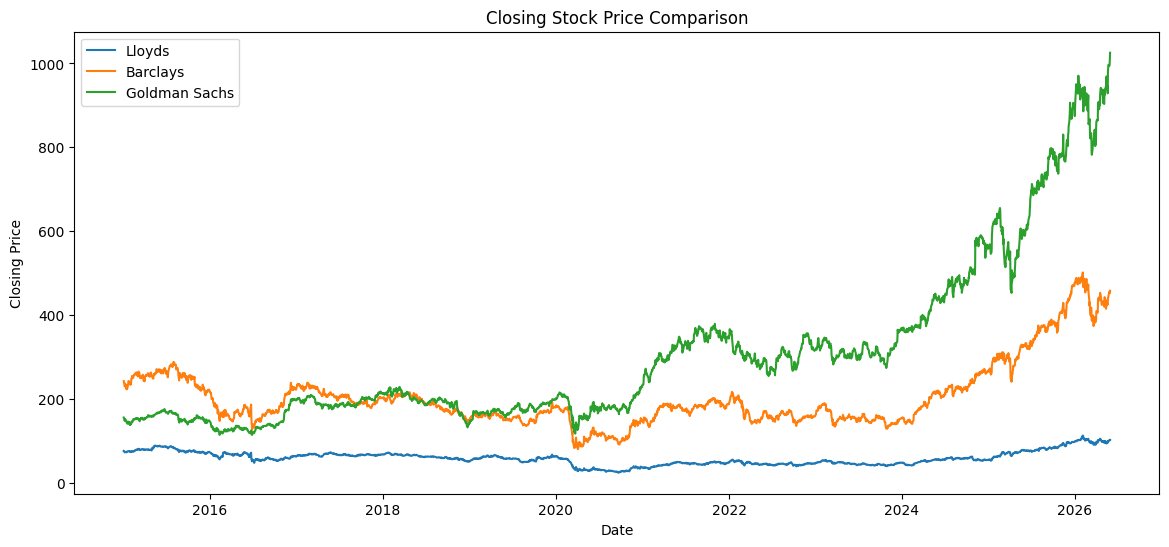 Closing Stock Price Comparison
Lloyds
Barclays
Goldman Sachs
Closing Price
1000
800
600
400
200
0
2016 2018 2020 2022 2024 2026
Date